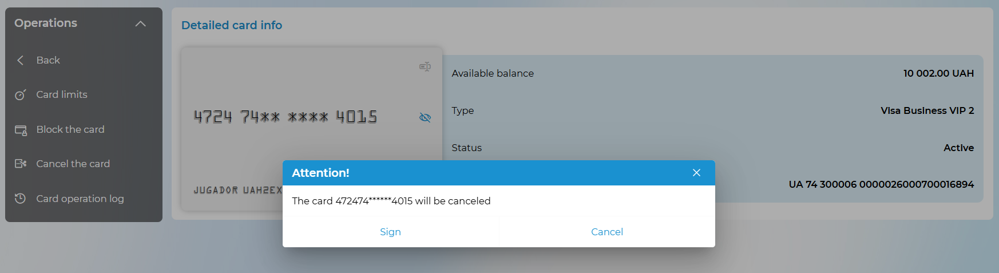 Operations
Back
Card limits
Block the card
Cancel the card
Card operation log
Detailed card info
4724 74** **** 4015
JUGADOR UAH2EX
Available balance 10 002.00 UAH
Type Visa Business VIP 2
Status Active
UA 74 300006 0000026000700016894
Attention!
The card 472474******4015 will be canceled
Sign Cancel